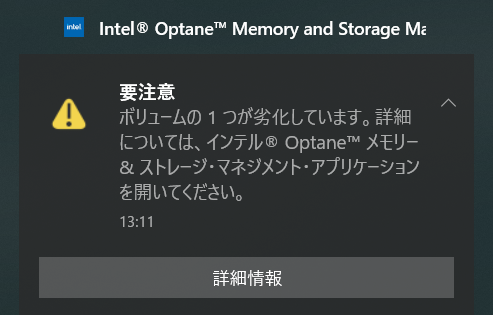 intel
Intel® Optane™ Memory and Storage Ma
要注意
ボリュームの 1 つが劣化しています。詳細
については、インテル® Optane™ メモリー
& ストレージ・マネジメント・アプリケーション
を開いてください。
13:11
詳細情報